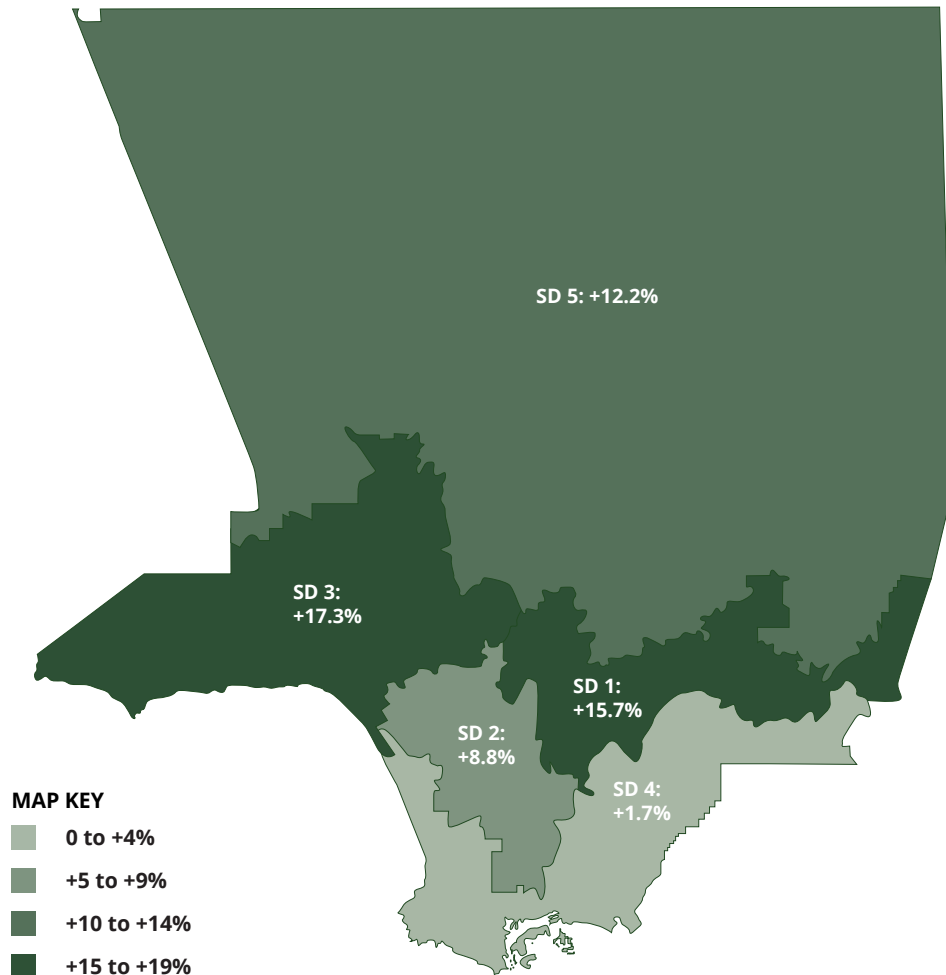 SD 5: +12.2%
SD 3:
+17.3%
SD 1:
+15.7%
SD 2:
+8.8%
SD 4:
+1.7%
MAP KEY
0 to +4%
+5 to +9%
+10 to +14%
+15 to +19%